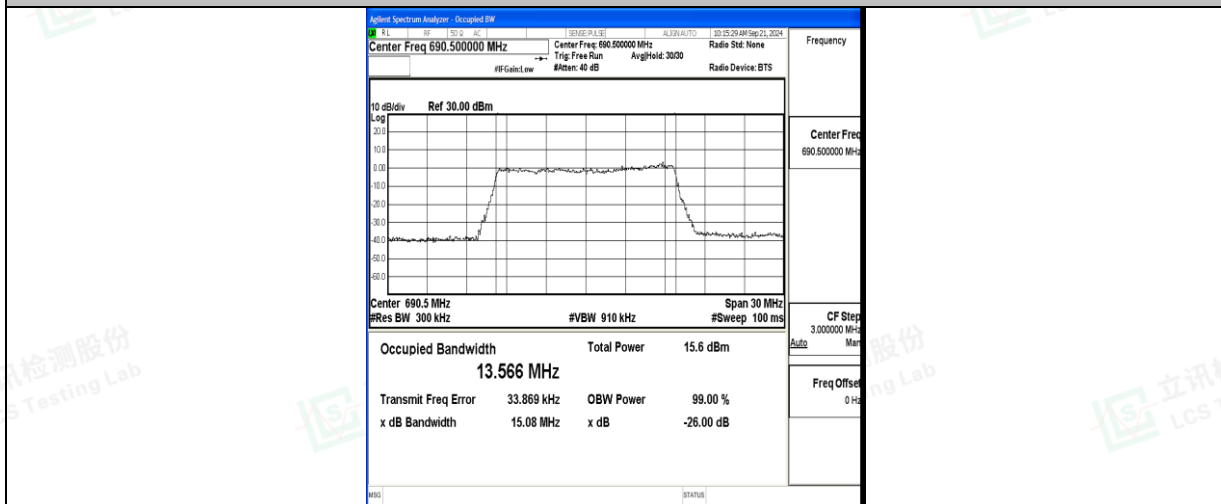 Agilent Spectrum Analyzer - Occupied BW
RL RF 50 Ω AC SENSE:PULSE ALIGN AUTO 10:15:29 AM Sep 21, 2024
Center Freq 690.500000 MHz
Center Freq: 690.500000 MHz
Radio Std: None
Trig: Free Run Avg|Hold: 30/30
#IFGain:Low #Atten: 40 dB Radio Device: BTS
Frequency
10 dB/div Ref 30.00 dBm
Log
20.0
10.0
0.00
-10.0
-20.0
-30.0
-40.0
-50.0
-60.0
Center Freq
690.500000 MHz
Center 690.5 MHz Span 30 MHz
#Res BW 300 kHz #VBW 910 kHz #Sweep 100 ms
CF Step
3.000000 MHz
Auto Man
Occupied Bandwidth Total Power 15.6 dBm
13.566 MHz
Transmit Freq Error 33.869 kHz OBW Power 99.00 %
x dB Bandwidth 15.08 MHz x dB -26.00 dB
Freq Offset
0 Hz
MSG STATUS
讯检测股份
CS Testing Lab
LCS
股份
ng Lab
立讯检
LCS T